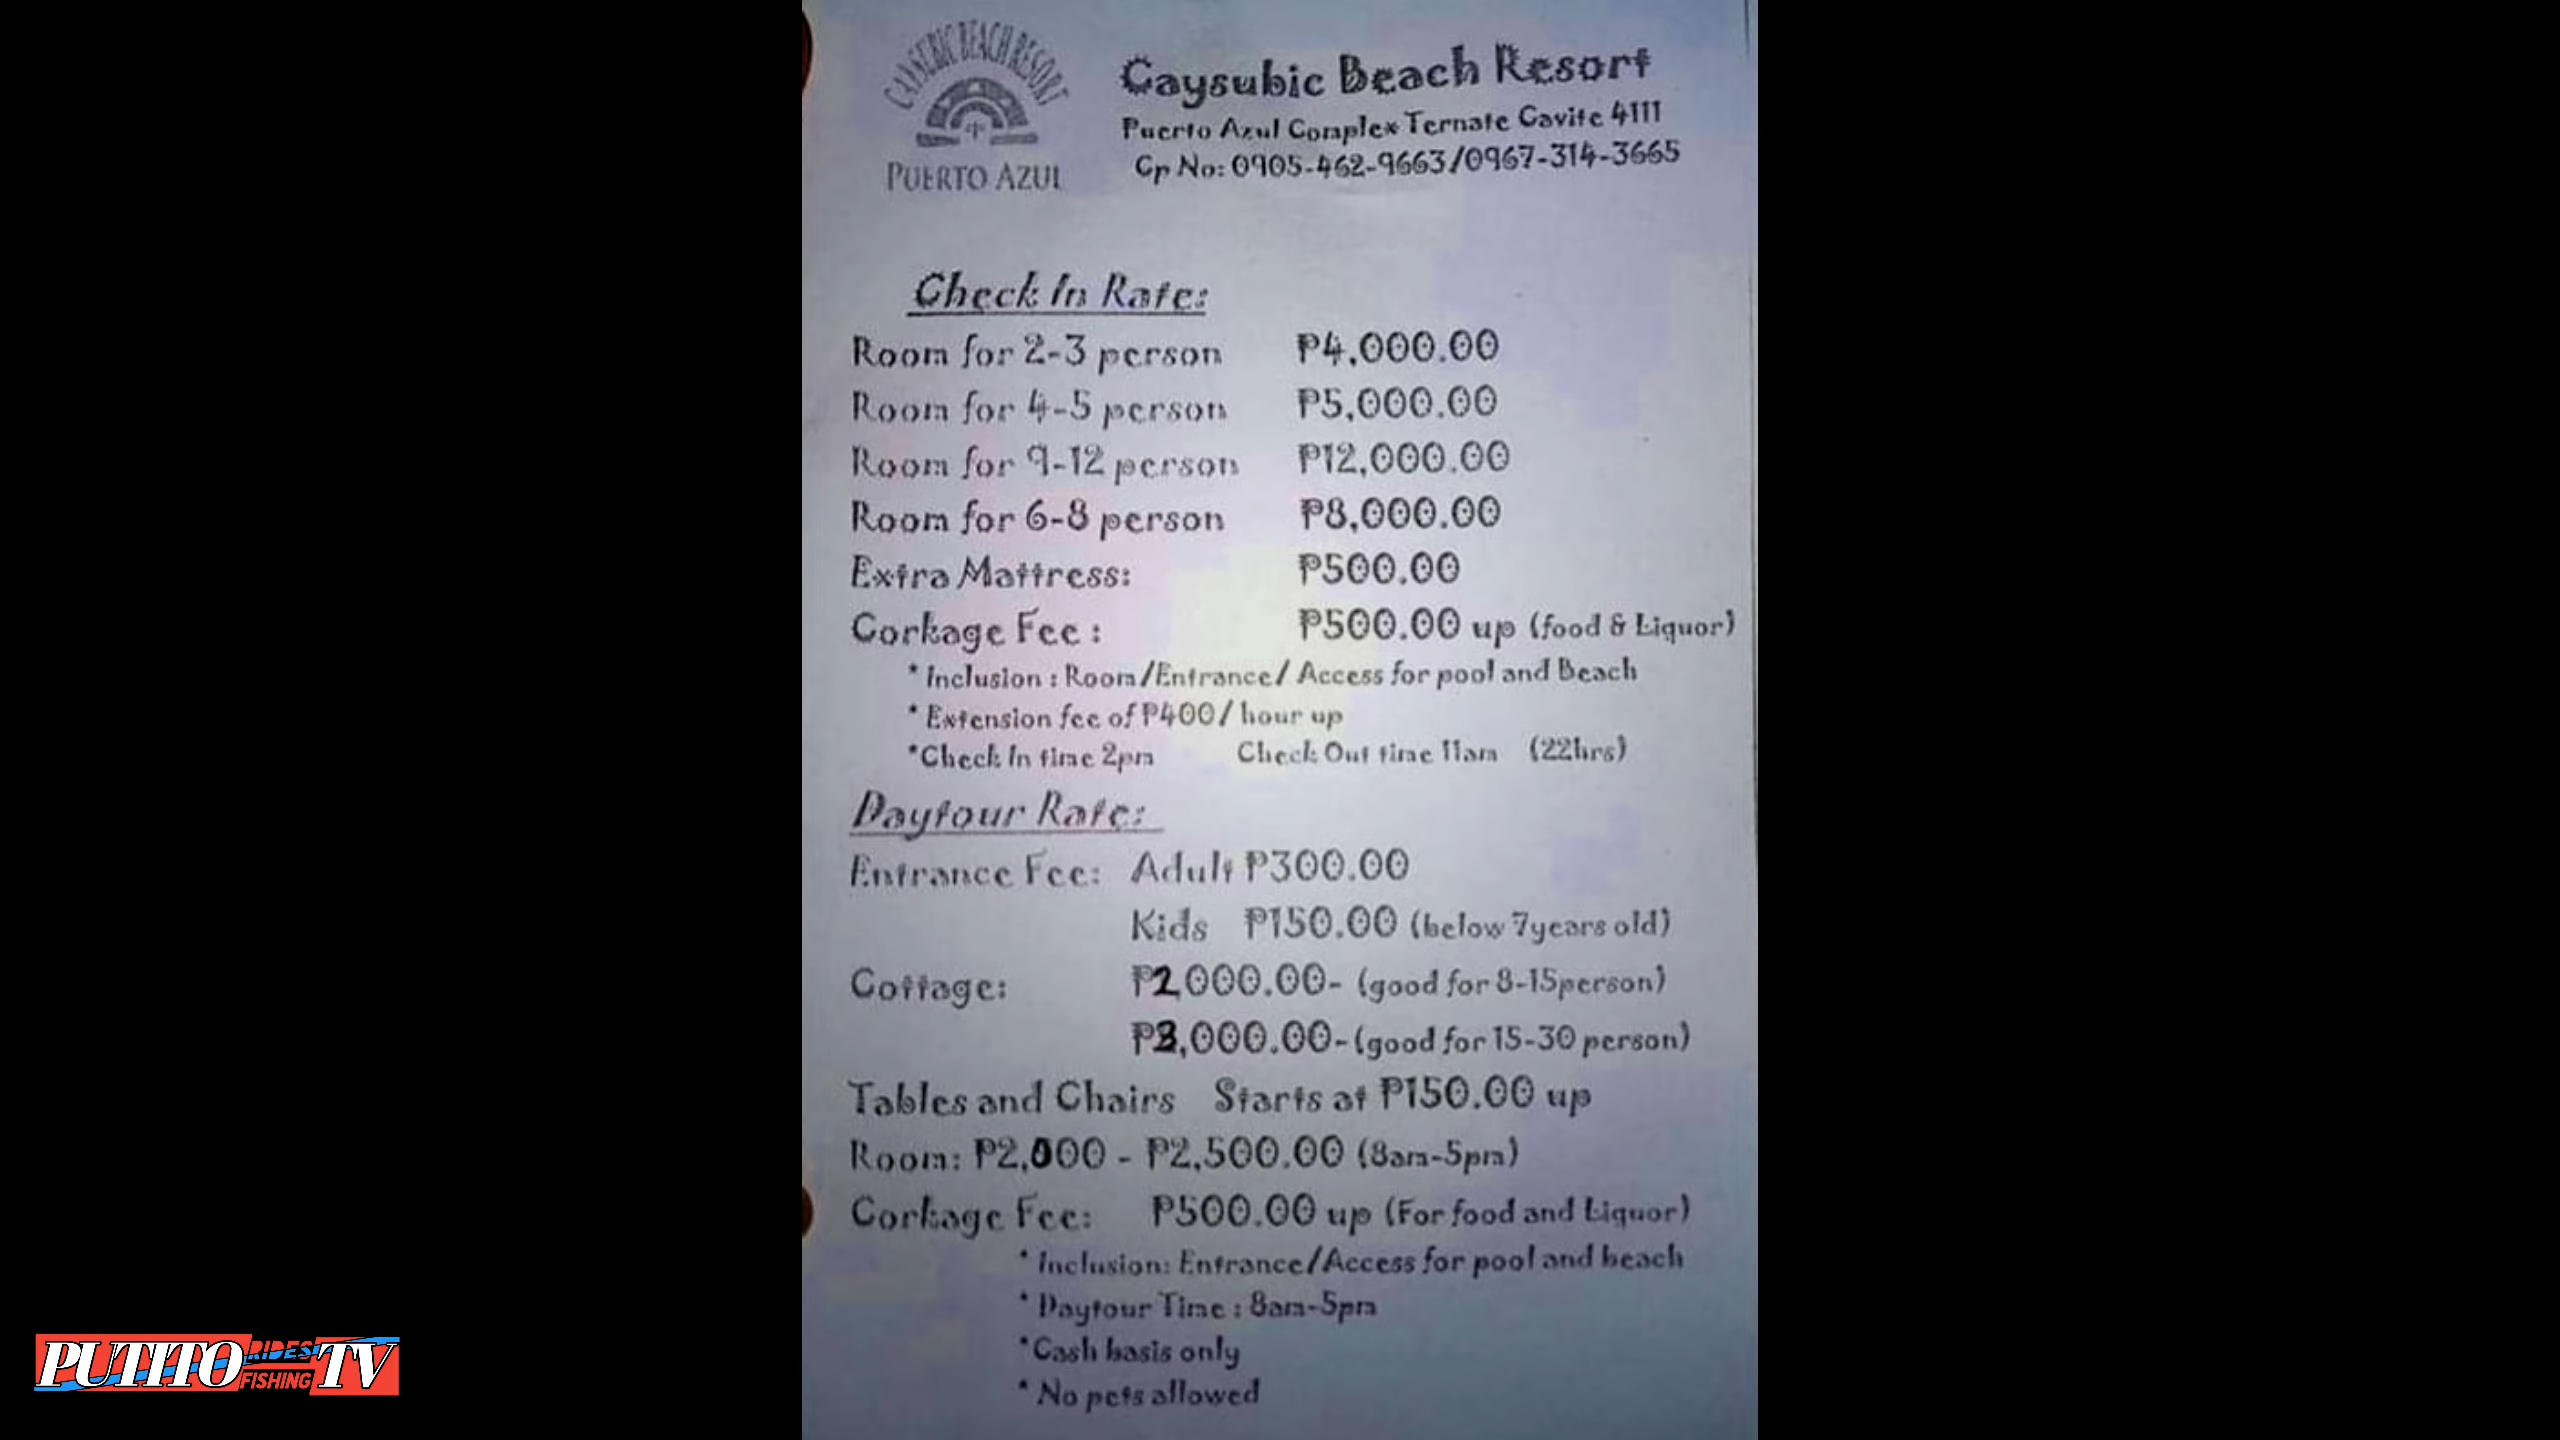 CAYSUBIC BEACH RESORT
PUERTO AZUL
Caysubic Beach Resort
Puerto Azul Complex Ternate Cavite 4111
Cp No: 0905-462-9663/0967-314-3665
Check In Rate:
Room for 2-3 person ₱4,000.00
Room for 4-5 person ₱5,000.00
Room for 9-12 person ₱12,000.00
Room for 6-8 person ₱8,000.00
Extra Mattress: ₱500.00
Corkage Fee : ₱500.00 up (food & Liquor)
* Inclusion : Room/Entrance/ Access for pool and Beach
* Extension fee of ₱400/ hour up
*Check In time 2pm Check Out time 11am (22hrs)
Daytour Rate:
Entrance Fee: Adult ₱300.00
Kids ₱150.00 (below 7years old)
Cottage: ₱2,000.00- (good for 8-15person)
₱3,000.00-(good for 15-30 person)
Tables and Chairs Starts at ₱150.00 up
Room: ₱2,000 - ₱2,500.00 (8am-5pm)
Corkage Fee: ₱500.00 up (For food and Liquor)
* Inclusion: Entrance/Access for pool and beach
* Daytour Time : 8am-5pm
*Cash basis only
* No pets allowed
PUTITO RIDES FISHING TV